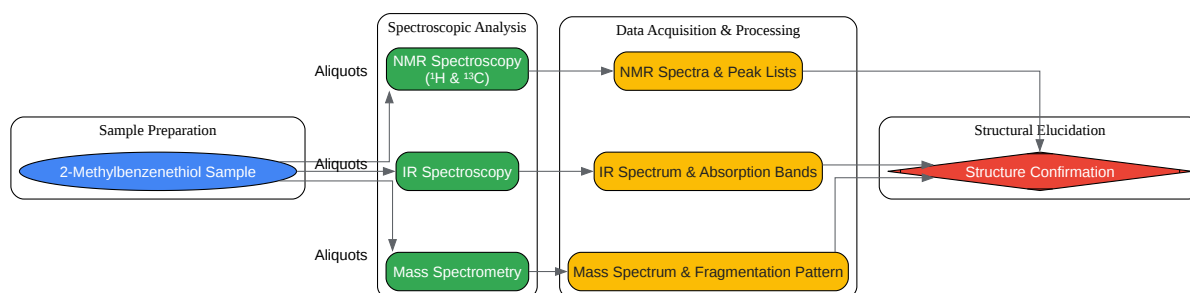 Spectroscopic Analysis
Data Acquisition & Processing
Aliquots
NMR Spectroscopy
(¹H & ¹³C)
NMR Spectra & Peak Lists
Sample Preparation
Structural Elucidation
2-Methylbenzenethiol Sample
Aliquots
IR Spectroscopy
IR Spectrum & Absorption Bands
Structure Confirmation
Aliquots
Mass Spectrometry
Mass Spectrum & Fragmentation Pattern